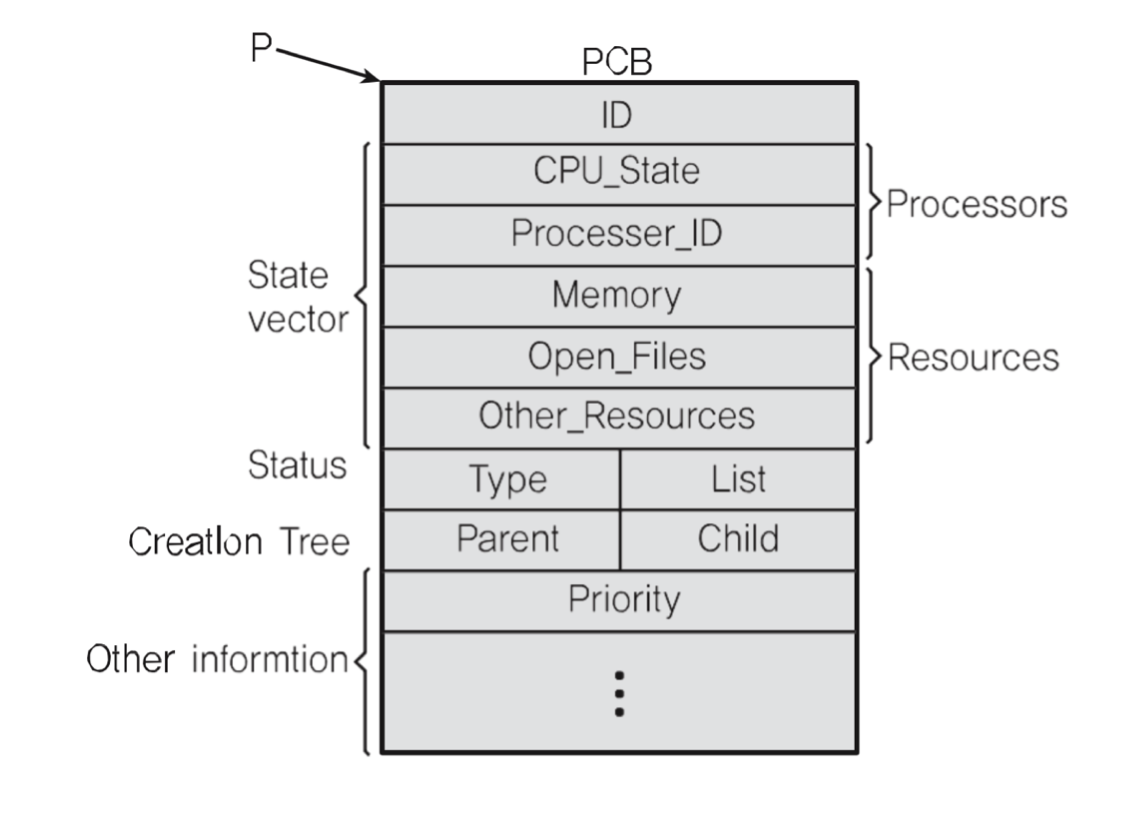 P
PCB
ID
CPU_State
Processer_ID
Processors
State
vector
Memory
Open_Files
Resources
Other_Resources
Status
Type
List
Creatlon Tree
Parent
Child
Priority
Other informtion